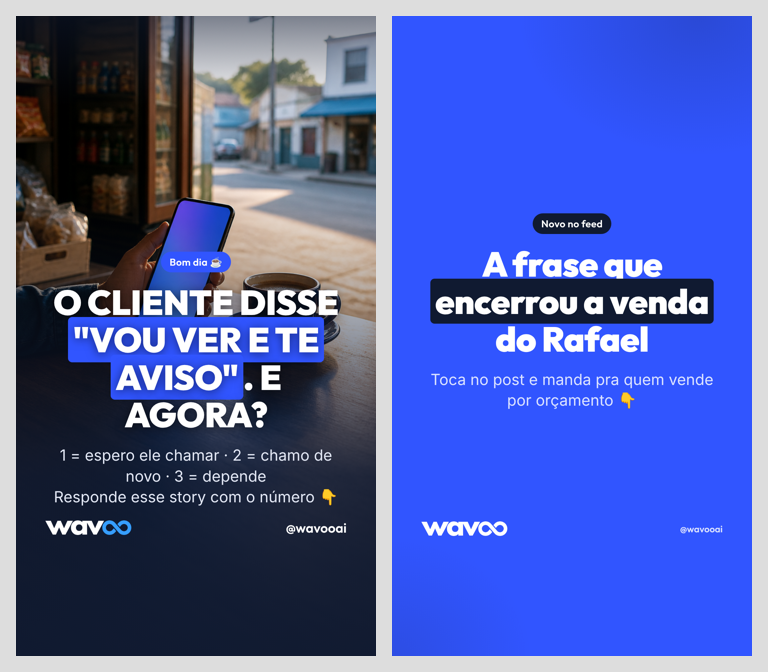 Bom dia ☕
O CLIENTE DISSE
"VOU VER E TE
AVISO". E
AGORA?
1 = espero ele chamar · 2 = chamo de
novo · 3 = depende
Responde esse story com o número 👇
wavoo
@wavooai
Novo no feed
A frase que
encerrou a venda
do Rafael
Toca no post e manda pra quem vende
por orçamento 👇
wavoo
@wavooai